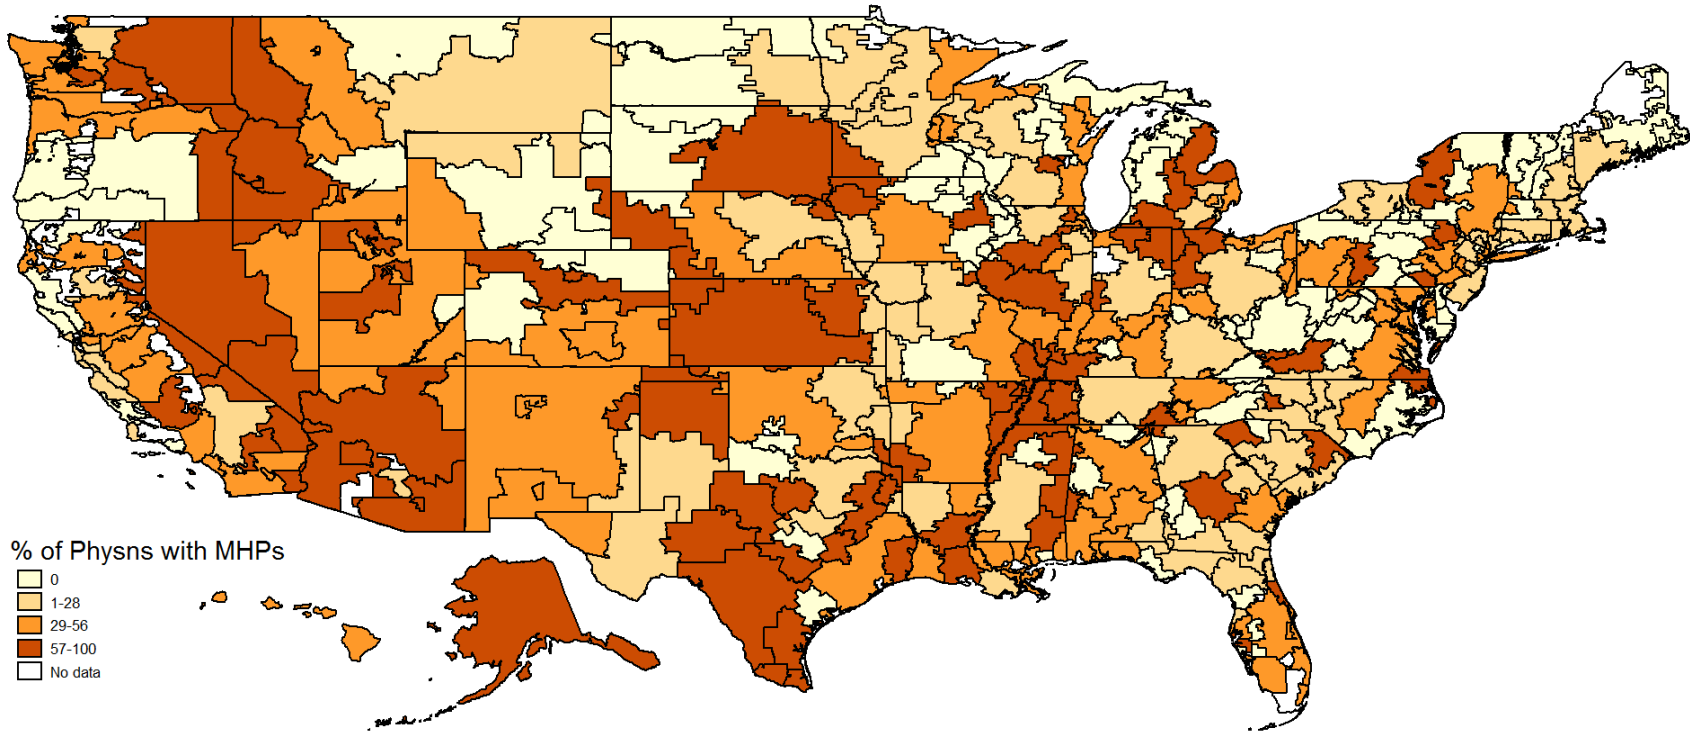 % of Physns with MHPs
0
1-28
29-56
57-100
No data